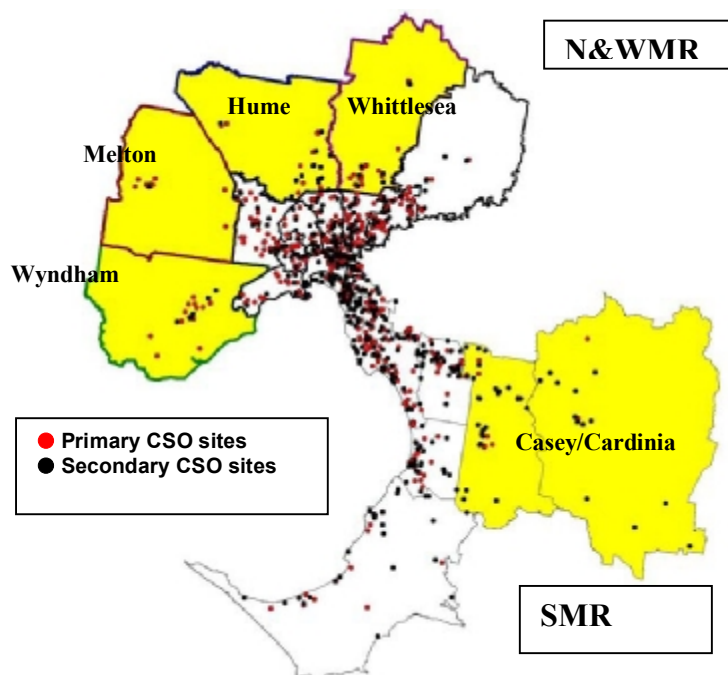 N&WMR
Hume
Whittlesea
Melton
Wyndham
Primary CSO sites
Secondary CSO sites
Casey/Cardinia
SMR